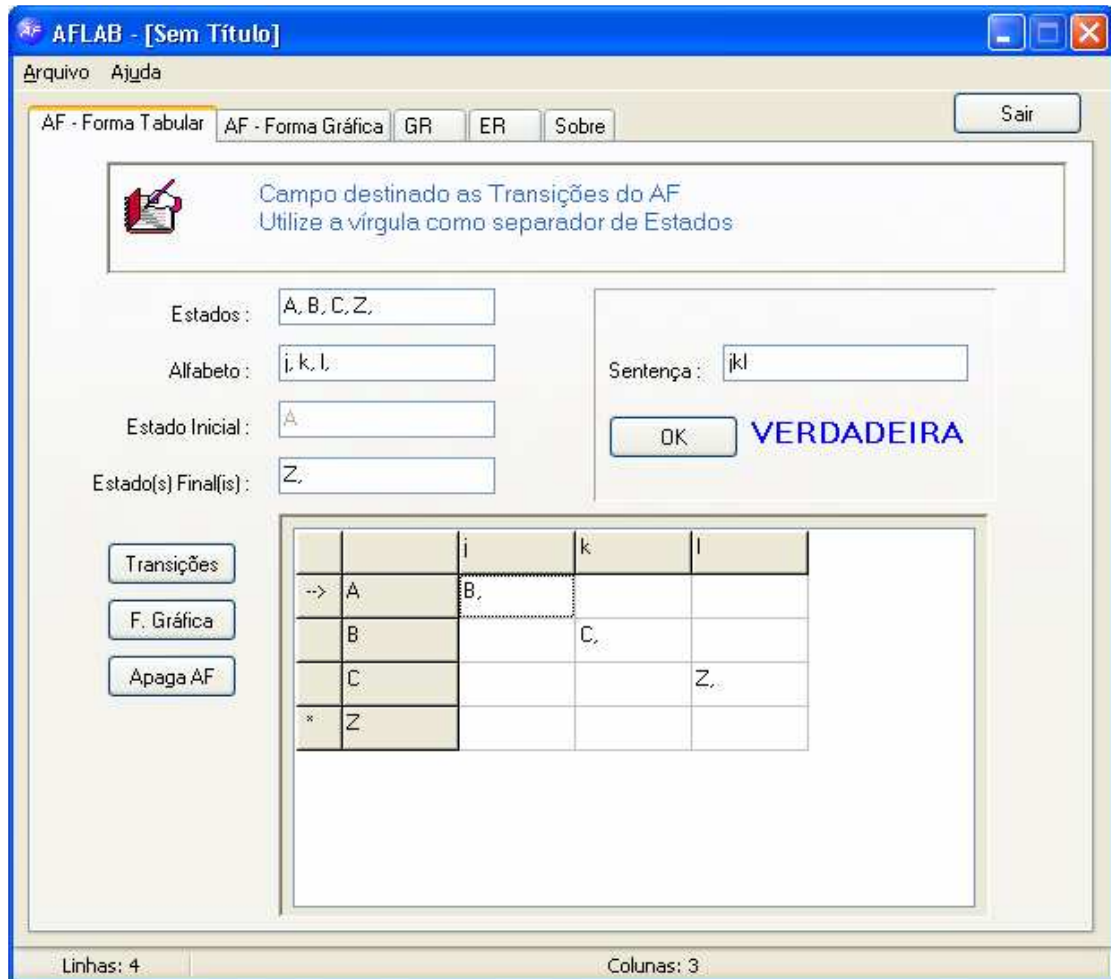 AFLAB - [Sem Título]
Arquivo Ajuda
AF - Forma Tabular AF - Forma Gráfica GR ER Sobre Sair
Campo destinado as Transições do AF
Utilize a vírgula como separador de Estados
Estados : A, B, C, Z,
Alfabeto : j, k, l,
Sentença : jkl
Estado Inicial : A
OK VERDADEIRA
Estado(s) Final(is) : Z,
Transições
F. Gráfica
Apaga AF
j k l
--> A B,
B C,
C Z,
* Z
Linhas: 4 Colunas: 3